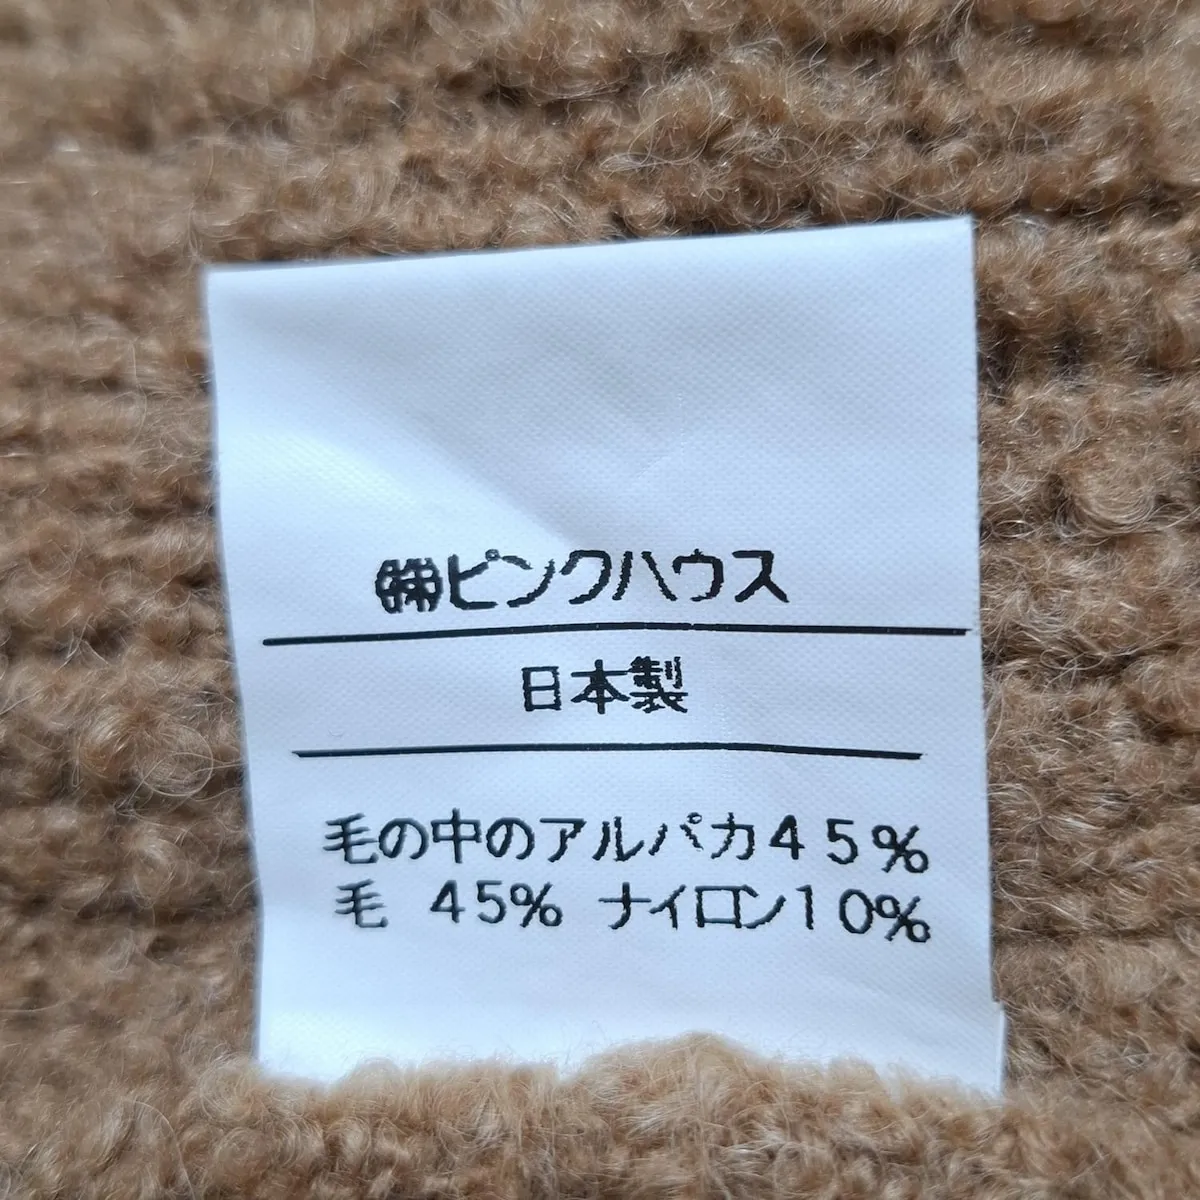 ㈱ピンクハウス
日本製
毛の中のアルパカ45%
毛 45% ナイロン10%